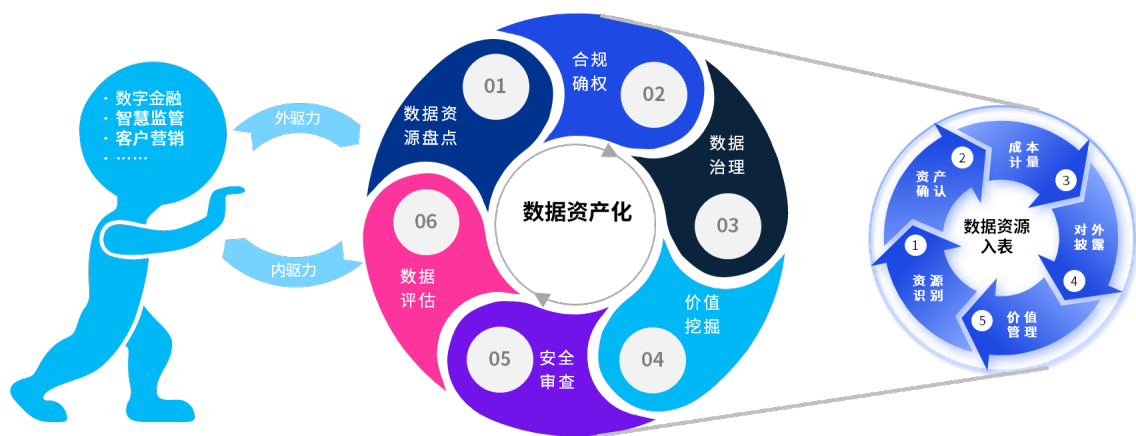 · 数字金融
· 智慧监管
· 客户营销
· ……
外驱力
内驱力
数据资产化
01
数据资
源盘点
合规
确权
02
数据
治理
03
价值
挖掘
04
05
安全
审查
06
数据
评估
数据资源
入表
1
资源
识别
2
资产
确认
成本
计量
3
对外
披露
4
5
价值
管理